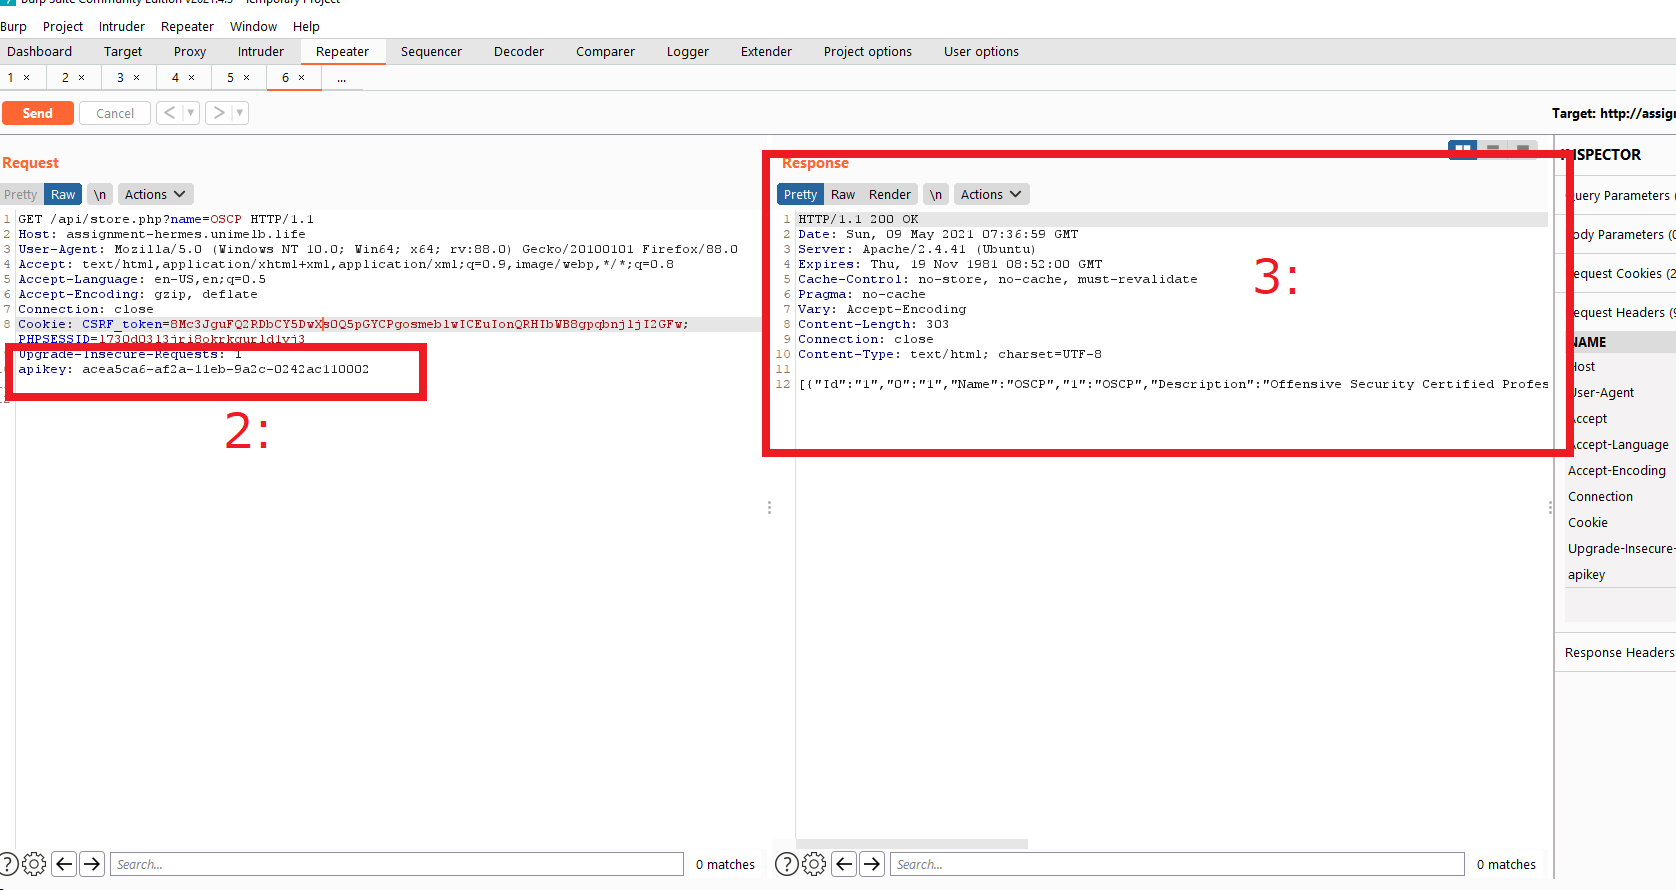 Burp Suite Community Edition v2021.4.3 - Temporary Project
Burp Project Intruder Repeater Window Help
Dashboard Target Proxy Intruder Repeater Sequencer Decoder Comparer Logger Extender Project options User options
1 × 2 × 3 × 4 × 5 × 6 × ...
Send Cancel < > Target: http://assign
Request
Pretty Raw \n Actions
1 GET /api/store.php?name=OSCP HTTP/1.1
2 Host: assignment-hermes.unimelb.life
3 User-Agent: Mozilla/5.0 (Windows NT 10.0; Win64; x64; rv:88.0) Gecko/20100101 Firefox/88.0
4 Accept: text/html,application/xhtml+xml,application/xml;q=0.9,image/webp,*/*;q=0.8
5 Accept-Language: en-US,en;q=0.5
6 Accept-Encoding: gzip, deflate
7 Connection: close
8 Cookie: CSRF_token=8Mc3JguFQ2RDbCY5DwXs0Q5pGYCPgosmeblwICEuIonQRHIbWB8gpqbnjljI2GFw;
Upgrade-Insecure-Requests: 1
apikey: acea5ca6-af2a-11eb-9a2c-0242ac110002
2:
Response
Pretty Raw Render \n Actions
1 HTTP/1.1 200 OK
2 Date: Sun, 09 May 2021 07:36:59 GMT
3 Server: Apache/2.4.41 (Ubuntu)
4 Expires: Thu, 19 Nov 1981 08:52:00 GMT
5 Cache-Control: no-store, no-cache, must-revalidate
6 Pragma: no-cache
7 Vary: Accept-Encoding
8 Content-Length: 303
9 Connection: close
10 Content-Type: text/html; charset=UTF-8
11
12 [{"Id":"1","0":"1","Name":"OSCP","1":"OSCP","Description":"Offensive Security Certified Profes
3:
INSPECTOR
Query Parameters (
Body Parameters (0
Request Cookies (2
Request Headers (9
NAME
Host
User-Agent
Accept
Accept-Language
Accept-Encoding
Connection
Cookie
Upgrade-Insecure-
apikey
Response Headers
? Search... 0 matches
? Search... 0 matches